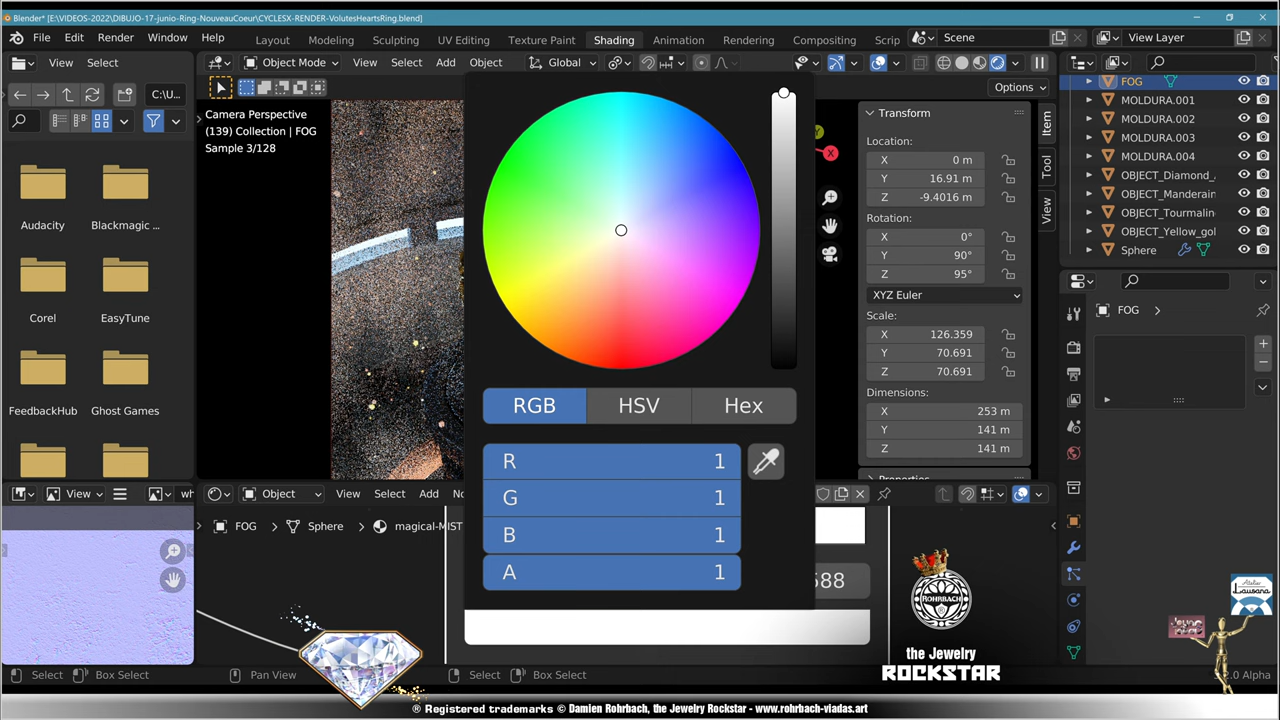 Blender* [E:\VIDEOS-2022\DIBUJO-17-junio-Ring-NouveauCoeur\CYCLESX-RENDER-VolutesHeartsRing.blend]
File Edit Render Window Help
Layout Modeling Sculpting UV Editing Texture Paint Shading Animation Rendering Compositing Scrip
Scene
View Layer
View Select
Object Mode View Select Add Object Global
C:\U...
Options
Camera Perspective
(139) Collection | FOG
Sample 3/128
Audacity
Blackmagic ...
Corel
EasyTune
FeedbackHub
Ghost Games
RGB HSV Hex
R 1
G 1
B 1
A 1
Y
X
Transform
Location:
X 0 m
Y 16.91 m
Z -9.4016 m
Rotation:
X 0°
Y 90°
Z 95°
XYZ Euler
Scale:
X 126.359
Y 70.691
Z 70.691
Dimensions:
X 253 m
Y 141 m
Z 141 m
Properties
Item
Tool
View
FOG
MOLDURA.001
MOLDURA.002
MOLDURA.003
MOLDURA.004
OBJECT_Diamond_
OBJECT_Manderain
OBJECT_Tourmalin
OBJECT_Yellow_gol
Sphere
FOG
View
wh
Object View Select Add No
FOG Sphere magical-MIST
588
ROHRBACH
the Jewelry
ROCKSTAR
Atelier
Lausana
Select Box Select Pan View Select Box Select
.0 Alpha
® Registered trademarks © Damien Rohrbach, the Jewelry Rockstar - www.rohrbach-viadas.art